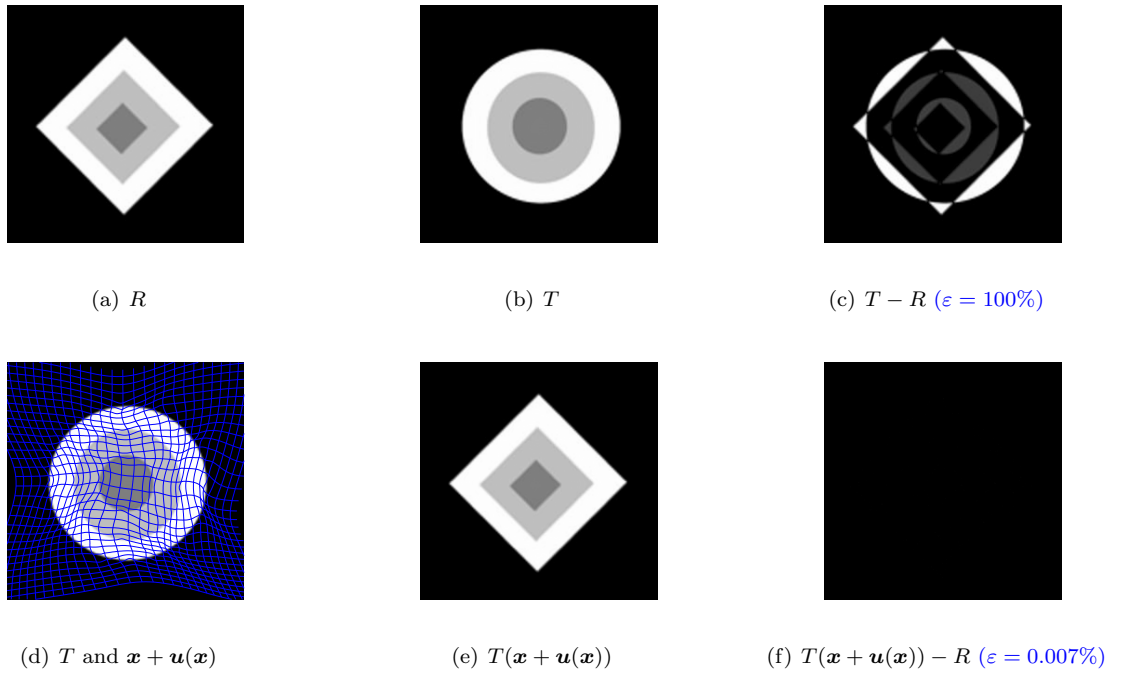 (a) R
(b) T
(c) T − R (ε = 100%)
(d) T and x + u(x)
(e) T(x + u(x))
(f) T(x + u(x)) − R (ε = 0.007%)